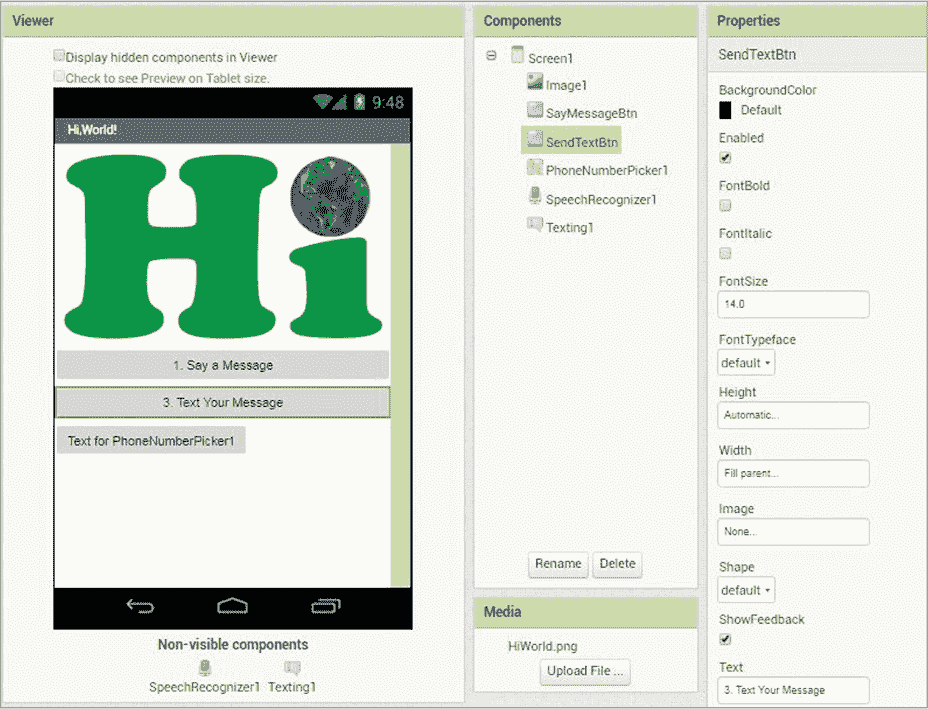 Viewer
Display hidden components in Viewer
Check to see Preview on Tablet size.
9:48
Hi,World!
Hi
1. Say a Message
3. Text Your Message
Text for PhoneNumberPicker1
Non-visible components
SpeechRecognizer1 Texting1
Components
Screen1
Image1
SayMessageBtn
SendTextBtn
PhoneNumberPicker1
SpeechRecognizer1
Texting1
Rename Delete
Media
HiWorld.png
Upload File ...
Properties
SendTextBtn
BackgroundColor
Default
Enabled
FontBold
FontItalic
FontSize
14.0
FontTypeface
default
Height
Automatic...
Width
Fill parent...
Image
None...
Shape
default
ShowFeedback
Text
3. Text Your Message